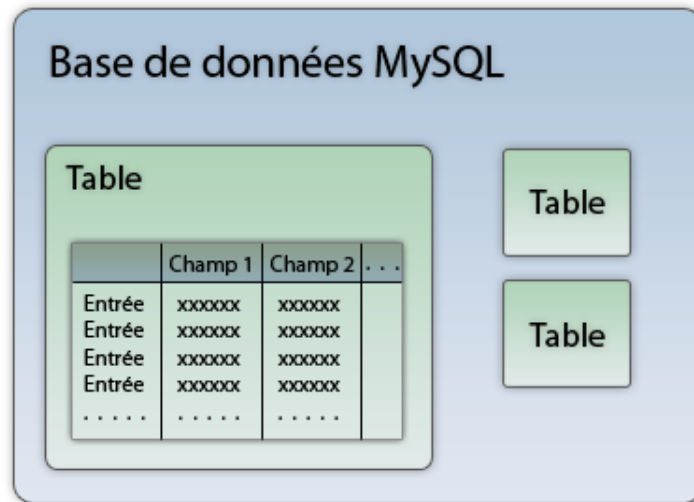 Base de données MySQL
Table
Champ 1 Champ 2 . . .
Entrée xxxxxx xxxxxx
Entrée xxxxxx xxxxxx
Entrée xxxxxx xxxxxx
Entrée xxxxxx xxxxxx
. . . . . . . . . . . . . . .
Table
Table